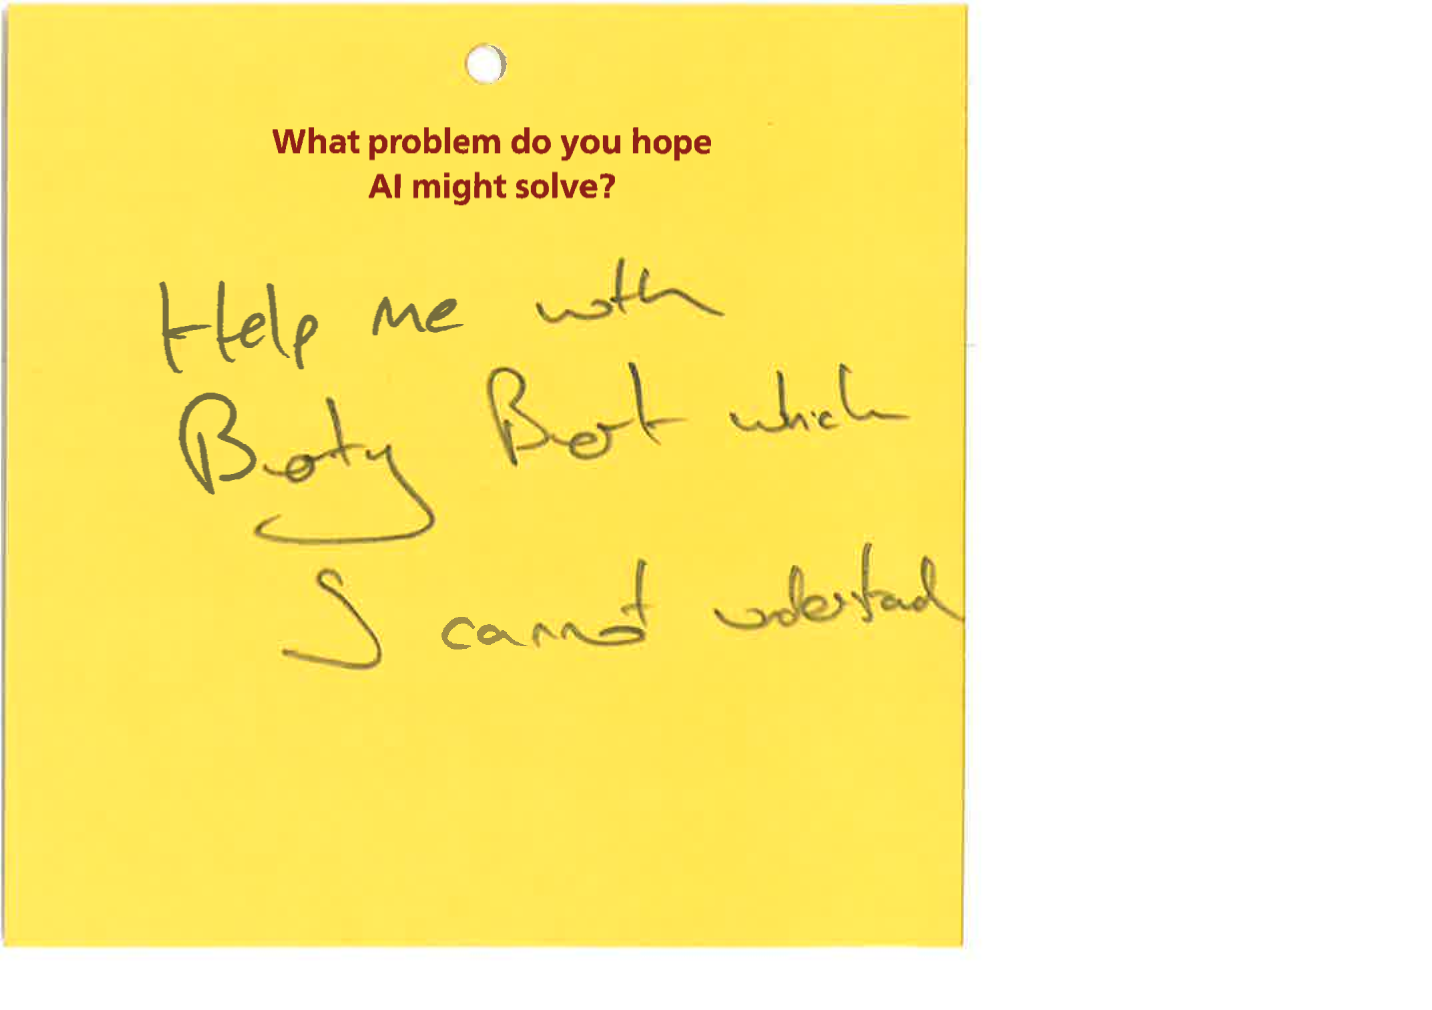 What problem do you hope
AI might solve?
Help me with
Booty Boot which
I cannot understand